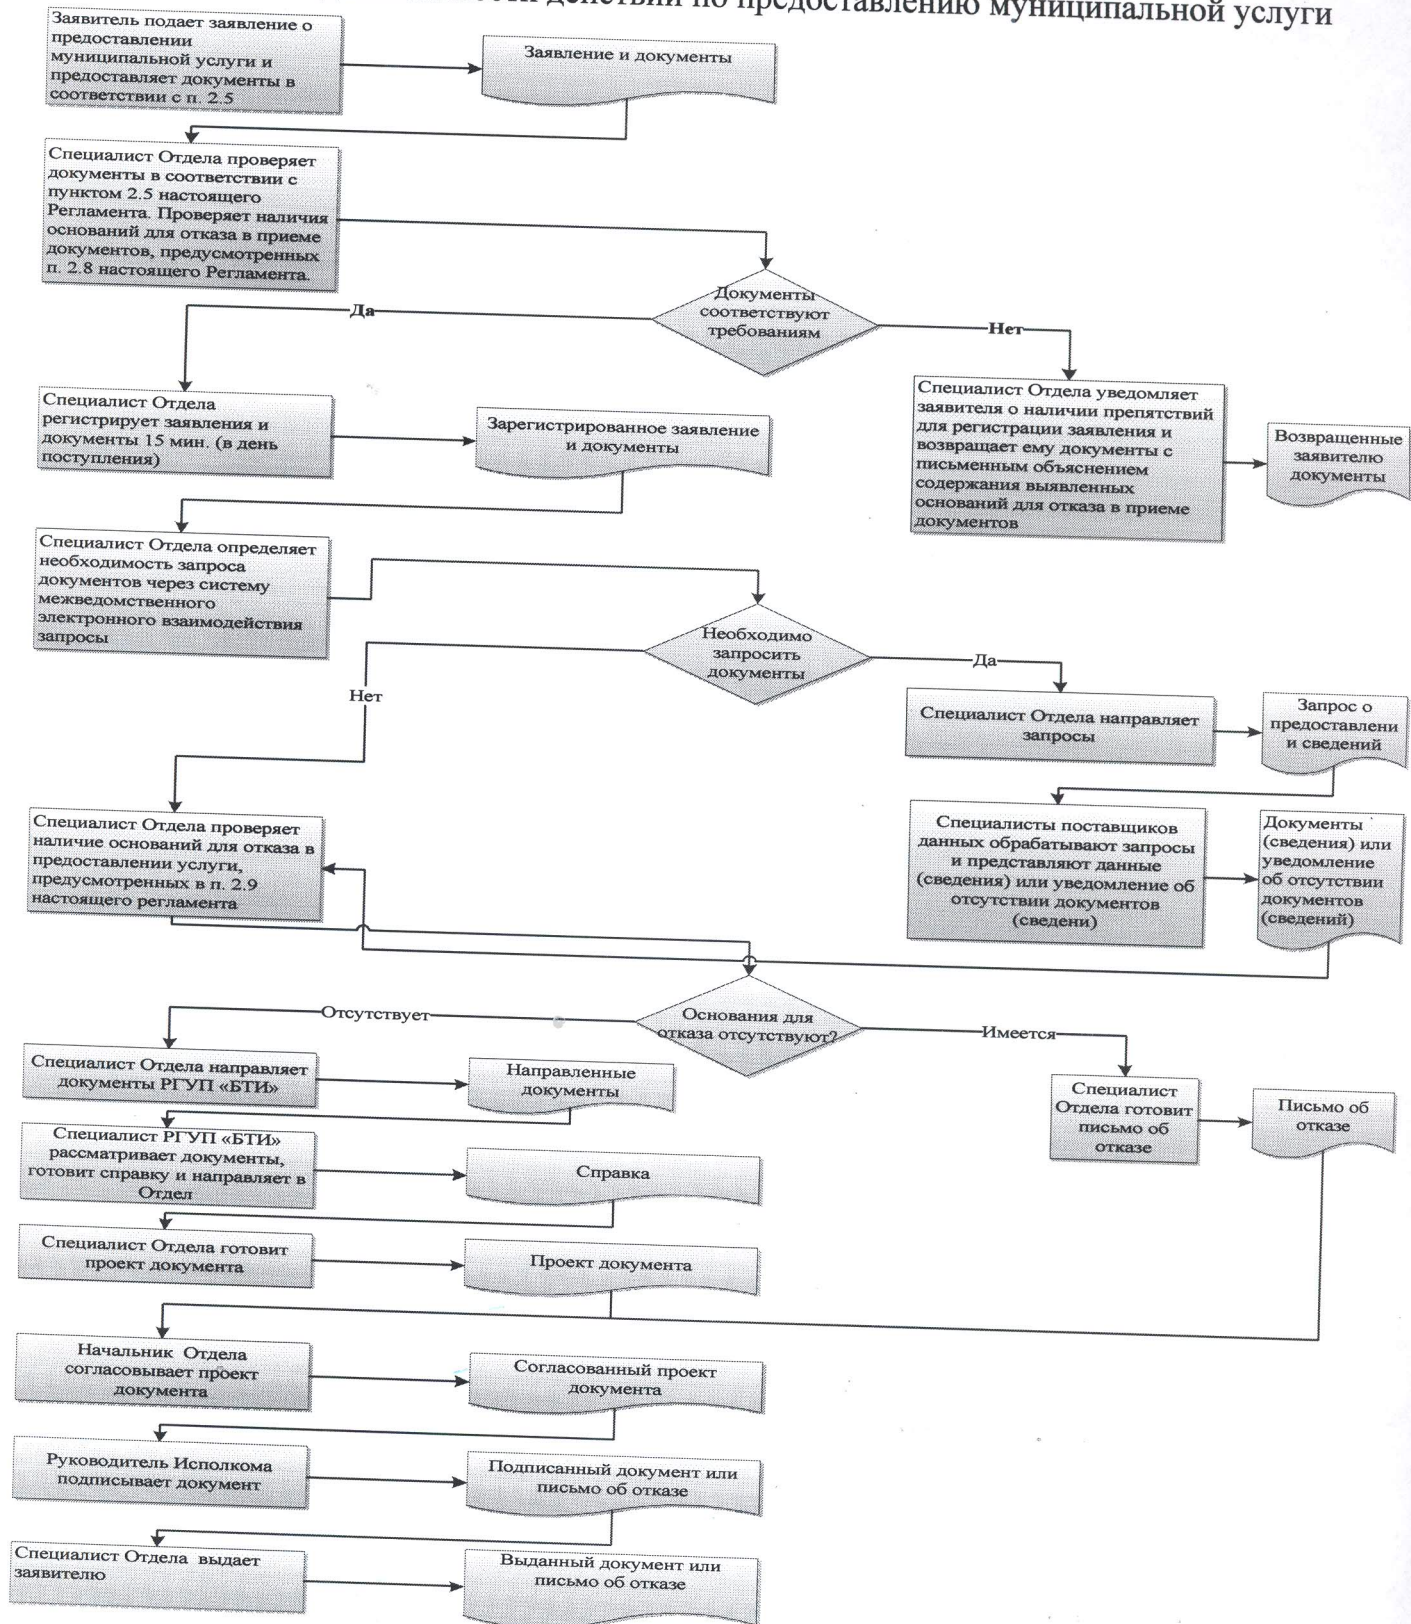 действий по предоставлению муниципальной услуги
Заявитель подает заявление о
предоставлении
муниципальной услуги и
предоставляет документы в
соответствии с п. 2.5
Заявление и документы
Специалист Отдела проверяет
документы в соответствии с
пунктом 2.5 настоящего
Регламента. Проверяет наличия
оснований для отказа в приеме
документов, предусмотренных
п. 2.8 настоящего Регламента.
Документы
соответствуют
требованиям
Да
Нет
Специалист Отдела
регистрирует заявления и
документы 15 мин. (в день
поступления)
Зарегистрированное заявление
и документы
Специалист Отдела уведомляет
заявителя о наличии препятствий
для регистрации заявления и
возвращает ему документы с
письменным объяснением
содержания выявленных
оснований для отказа в приеме
документов
Возвращенные
заявителю
документы
Специалист Отдела определяет
необходимость запроса
документов через систему
межведомственного
электронного взаимодействия
запросы
Необходимо
запросить
документы
Нет
Да
Специалист Отдела направляет
запросы
Запрос о
предоставлени
и сведений
Специалист Отдела проверяет
наличие оснований для отказа в
предоставлении услуги,
предусмотренных в п. 2.9
настоящего регламента
Специалисты поставщиков
данных обрабатывают запросы
и представляют данные
(сведения) или уведомление об
отсутствии документов
(сведени)
Документы
(сведения) или
уведомление
об отсутствии
документов
(сведений)
Основания для
отказа отсутствуют?
Отсутствует
Имеется
Специалист Отдела направляет
документы РГУП «БТИ»
Направленные
документы
Специалист
Отдела готовит
письмо об
отказе
Письмо об
отказе
Специалист РГУП «БТИ»
рассматривает документы,
готовит справку и направляет в
Отдел
Справка
Специалист Отдела готовит
проект документа
Проект документа
Начальник Отдела
согласовывает проект
документа
Согласованный проект
документа
Руководитель Исполкома
подписывает документ
Подписанный документ или
письмо об отказе
Специалист Отдела выдает
заявителю
Выданный документ или
письмо об отказе